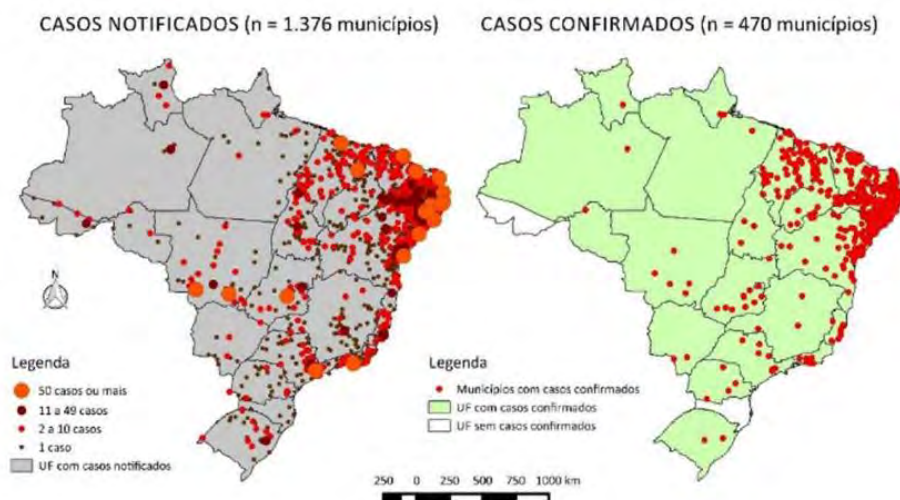 CASOS NOTIFICADOS (n = 1.376 municípios)
CASOS CONFIRMADOS (n = 470 municípios)
N
Legenda
50 casos ou mais
11 a 49 casos
2 a 10 casos
1 caso
UF com casos notificados
Legenda
Municípios com casos confirmados
UF com casos confirmados
UF sem casos confirmados
250 0 250 500 750 1000 km